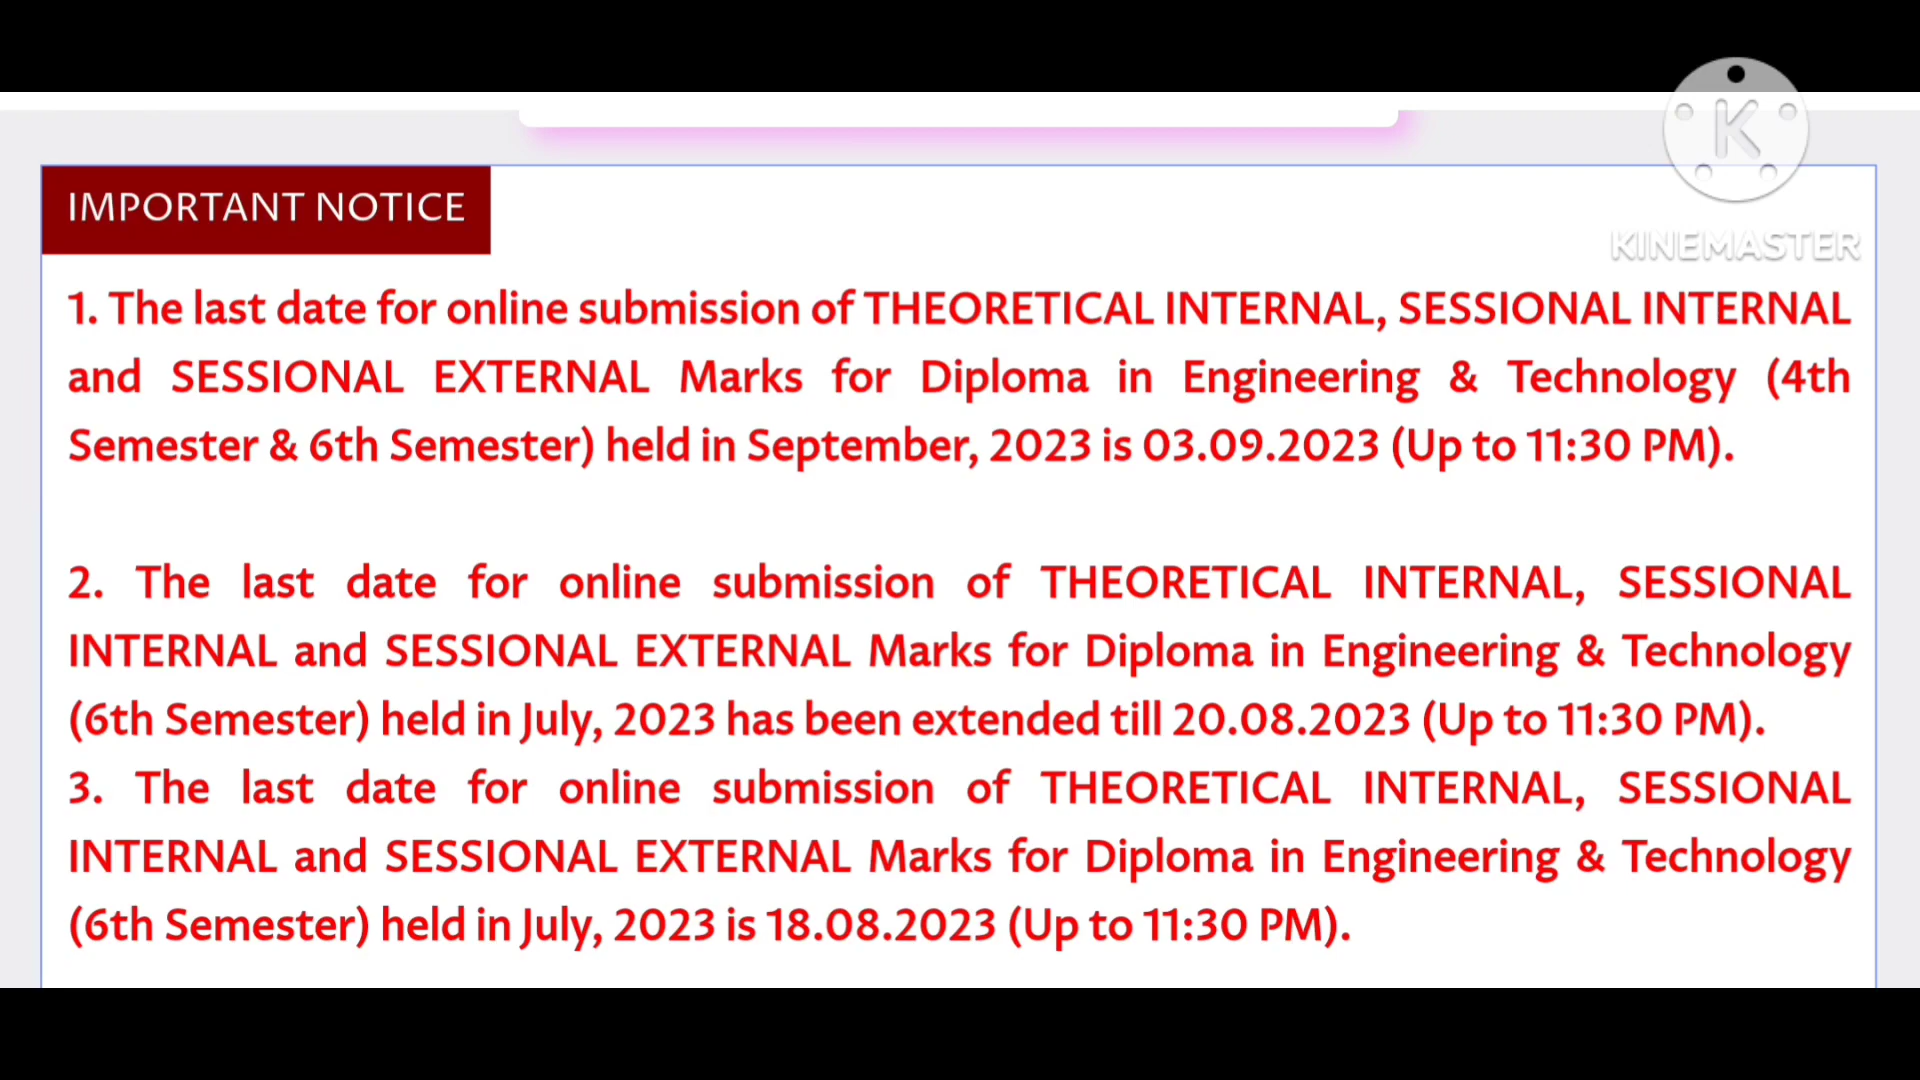 K
KINEMASTER
IMPORTANT NOTICE
1. The last date for online submission of THEORETICAL INTERNAL, SESSIONAL INTERNAL
and SESSIONAL EXTERNAL Marks for Diploma in Engineering & Technology (4th
Semester & 6th Semester) held in September, 2023 is 03.09.2023 (Up to 11:30 PM).
2. The last date for online submission of THEORETICAL INTERNAL, SESSIONAL
INTERNAL and SESSIONAL EXTERNAL Marks for Diploma in Engineering & Technology
(6th Semester) held in July, 2023 has been extended till 20.08.2023 (Up to 11:30 PM).
3. The last date for online submission of THEORETICAL INTERNAL, SESSIONAL
INTERNAL and SESSIONAL EXTERNAL Marks for Diploma in Engineering & Technology
(6th Semester) held in July, 2023 is 18.08.2023 (Up to 11:30 PM).